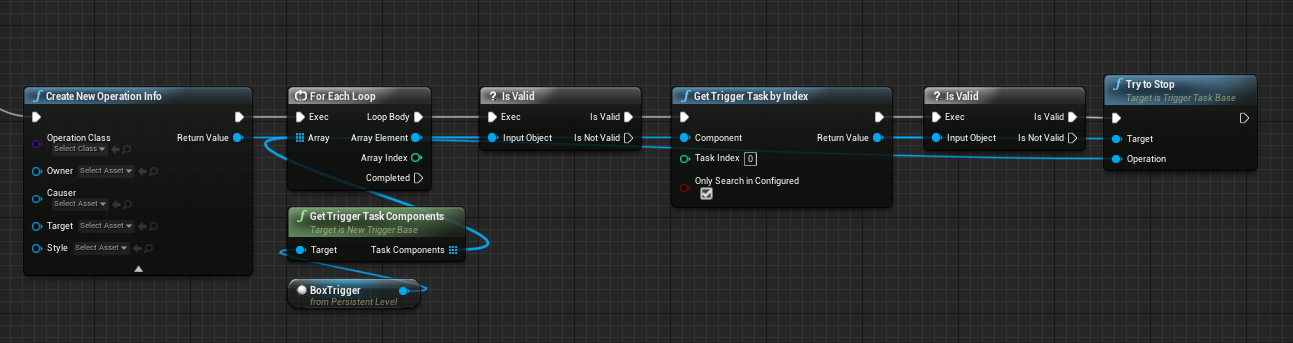 Create New Operation Info
Operation Class
Select Class
Return Value
Owner
Select Asset
Causer
Select Asset
Target
Select Asset
Style
Select Asset
For Each Loop
Exec
Loop Body
Array
Array Element
Array Index
Completed
Get Trigger Task Components
Target is New Trigger Base
Target
Task Components
BoxTrigger
from Persistent Level
? Is Valid
Exec
Is Valid
Input Object
Is Not Valid
Get Trigger Task by Index
Component
Return Value
Task Index
0
Only Search in Configured
? Is Valid
Exec
Is Valid
Input Object
Is Not Valid
Try to Stop
Target is Trigger Task Base
Target
Operation